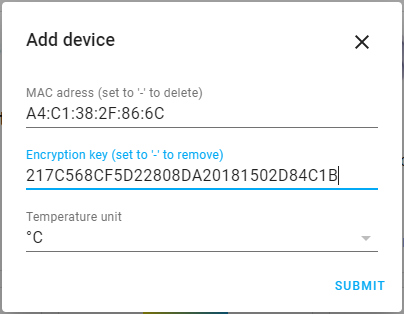 Add device
MAC adress (set to '-' to delete)
A4:C1:38:2F:86:6C
Encryption key (set to '-' to remove)
217C568CF5D22808DA20181502D84C1B
Temperature unit
°C
SUBMIT